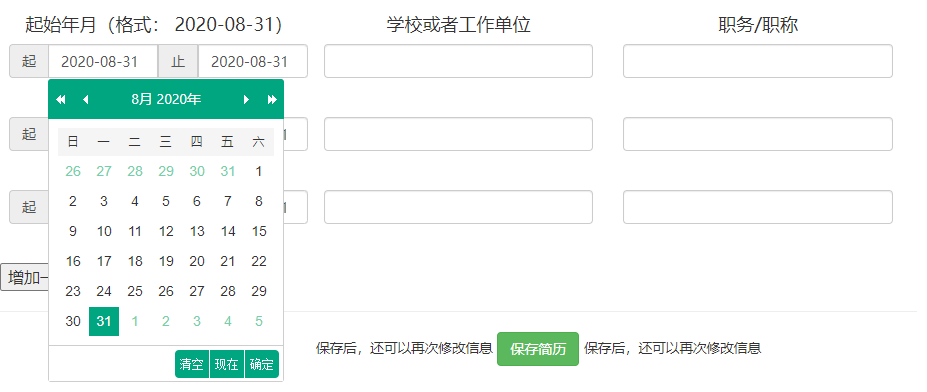 起始年月（格式： 2020-08-31） 学校或者工作单位 职务/职称
起 2020-08-31 止 2020-08-31
8月 2020年
日 一 二 三 四 五 六
26 27 28 29 30 31 1
2 3 4 5 6 7 8
起
9 10 11 12 13 14 15
起
16 17 18 19 20 21 22
增加一
23 24 25 26 27 28 29
30 31 1 2 3 4 5
清空 现在 确定
保存后，还可以再次修改信息 保存简历 保存后，还可以再次修改信息